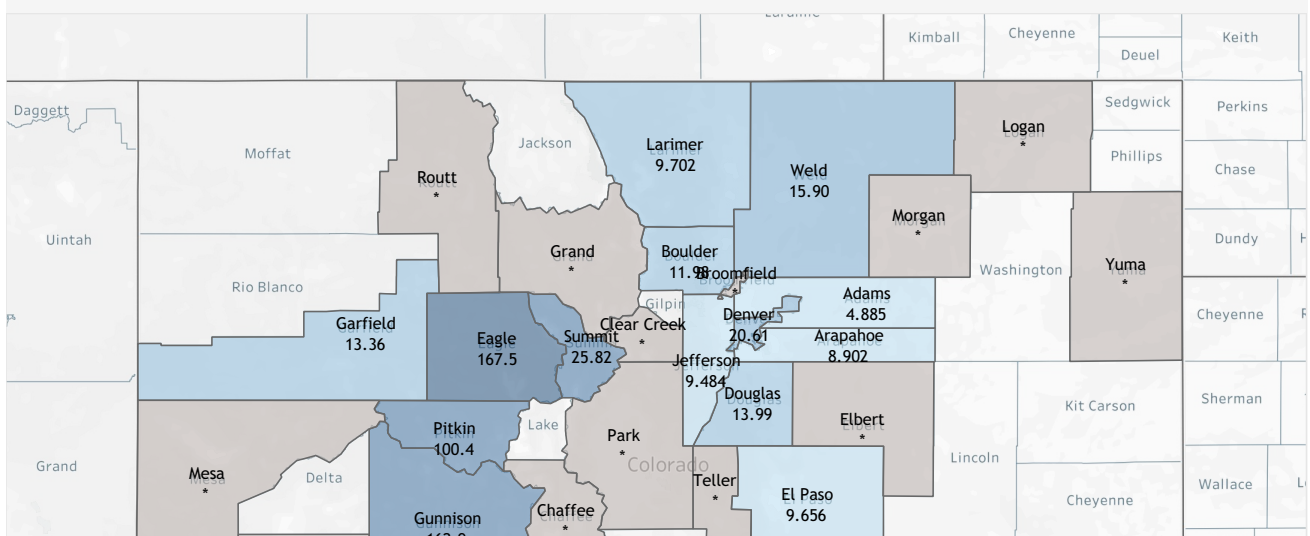 Kimball
Cheyenne
Keith
Deuel
Daggett
Sedgwick
Perkins
Logan
*
Moffat
Jackson
Larimer
9.702
Phillips
Chase
Weld
15.90
Routt
*
Morgan
*
Uintah
Dundy
Grand
*
Boulder
11.98
Broomfield
*
Washington
Yuma
*
Rio Blanco
Gilpin
Adams
4.885
Cheyenne
Garfield
13.36
Eagle
167.5
Summit
25.82
Clear Creek
*
Denver
20.61
Arapahoe
8.902
Jefferson
9.484
Douglas
13.99
Sherman
Kit Carson
Pitkin
100.4
Lake
Park
*
Elbert
*
Colorado
Lincoln
Grand
Mesa
*
Delta
Teller
*
El Paso
9.656
Wallace
Cheyenne
Gunnison
Chaffee
*